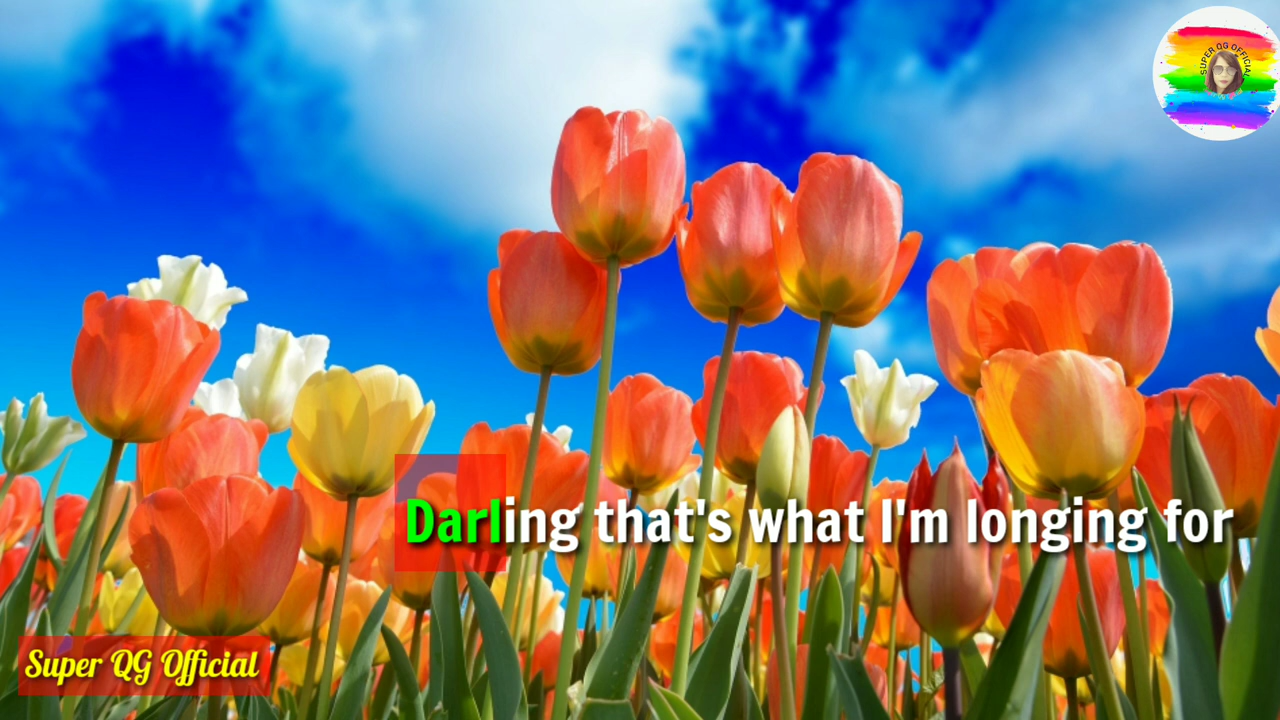 SUPER QG OFFICIAL
Darling that's what I'm longing for
Super QG Official